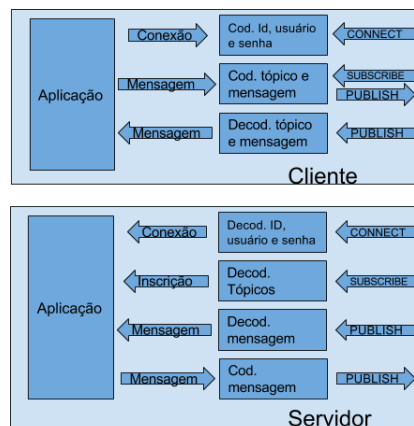 Aplicação
Conexão
Cod. Id, usuário
e senha
CONNECT
Mensagem
Cod. tópico e
mensagem
SUBSCRIBE
PUBLISH
Mensagem
Decod. tópico
e mensagem
PUBLISH
Cliente
Aplicação
Conexão
Decod. ID,
usuário e senha
CONNECT
Inscrição
Decod.
Tópicos
SUBSCRIBE
Mensagem
Decod.
mensagem
PUBLISH
Mensagem
Cod.
mensagem
PUBLISH
Servidor